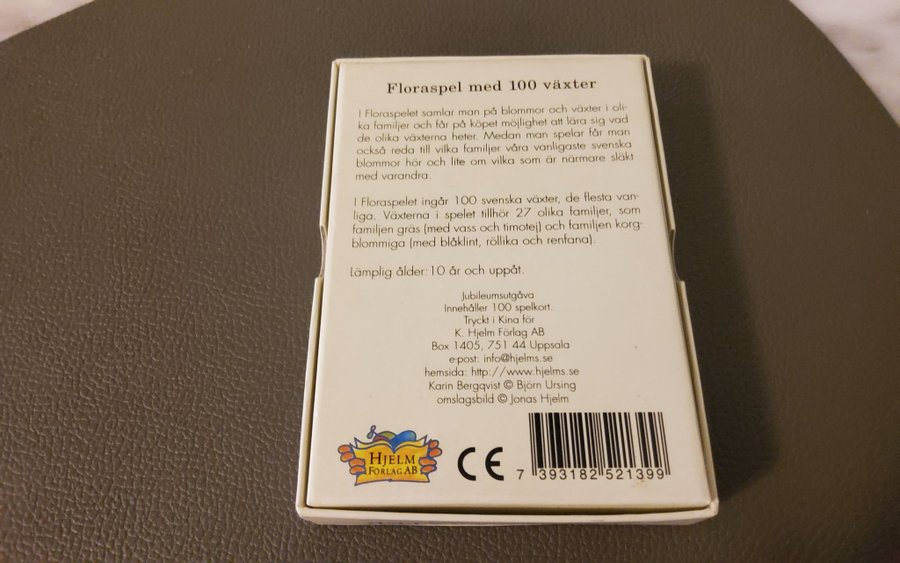 Floraspel med 100 växter
I Floraspelet samlar man på blommor och växter i oli-
ka familjer och får på köpet möjlighet att lära sig vad
de olika växterna heter. Medan man spelar får man
också reda till vilka familjer våra vanligaste svenska
blommor hör och lite om vilka som är närmare släkt
med varandra.
I Floraspelet ingår 100 svenska växter, de flesta van-
liga. Växterna i spelet tillhör 27 olika familjer, som
familjen gräs (med vass och timotej) och familjen korg-
blommiga (med blåklint, röllika och renfana).
Lämplig ålder: 10 år och uppåt.
Jubileumsutgåva
Innehåller 100 spelkort.
Tryckt i Kina för
K. Hjelm Förlag AB
Box 1405, 751 44 Uppsala
e-post: info@hjelms.se
hemsida: http://www.hjelms.se
Karin Bergqvist © Björn Ursing
omslagsbild © Jonas Hjelm
HJELM
FÖRLAG AB
CE
7 393182 521399